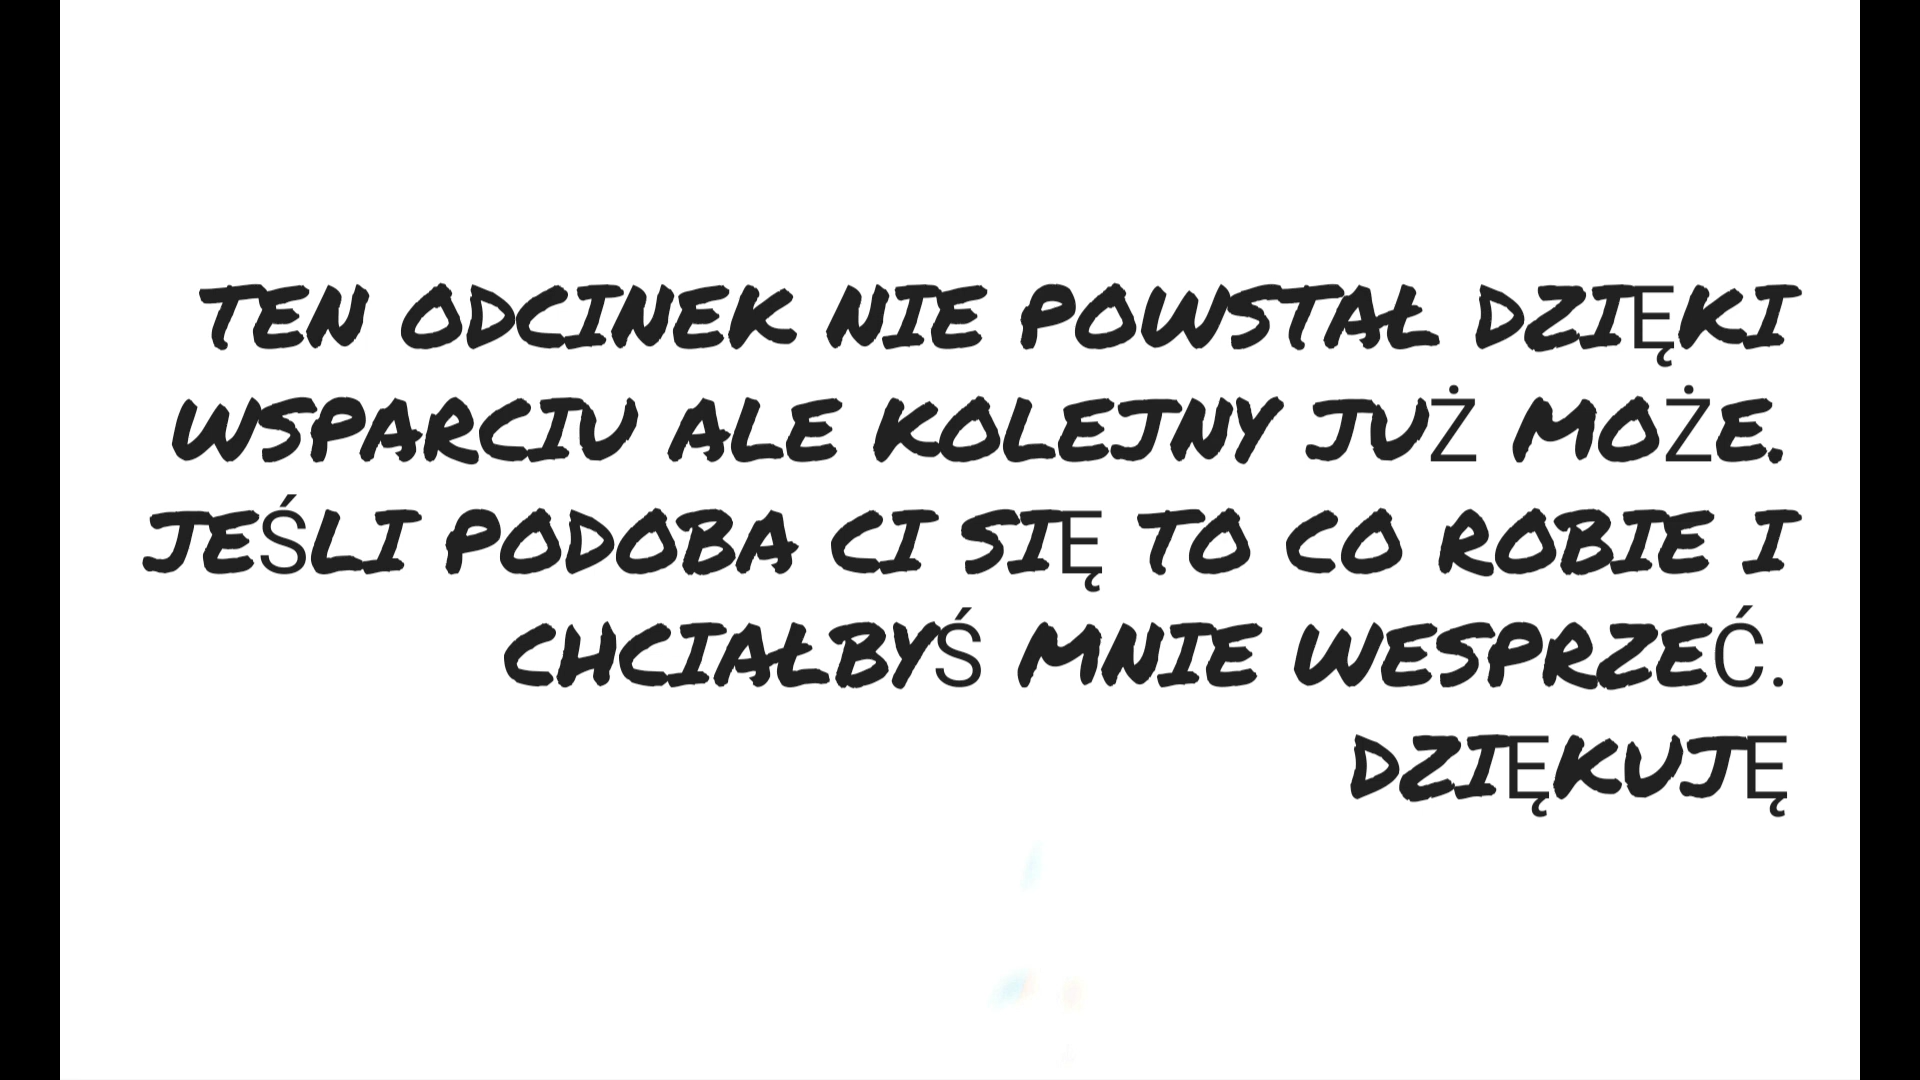 TEN ODCINEK NIE POWSTAŁ DZIĘKI
WSPARCIU ALE KOLEJNY JUŻ MOŻE.
JEŚLI PODOBA CI SIĘ TO CO ROBIE I
CHCIAŁBYŚ MNIE WESPRZEĆ.
DZIĘKUJĘ